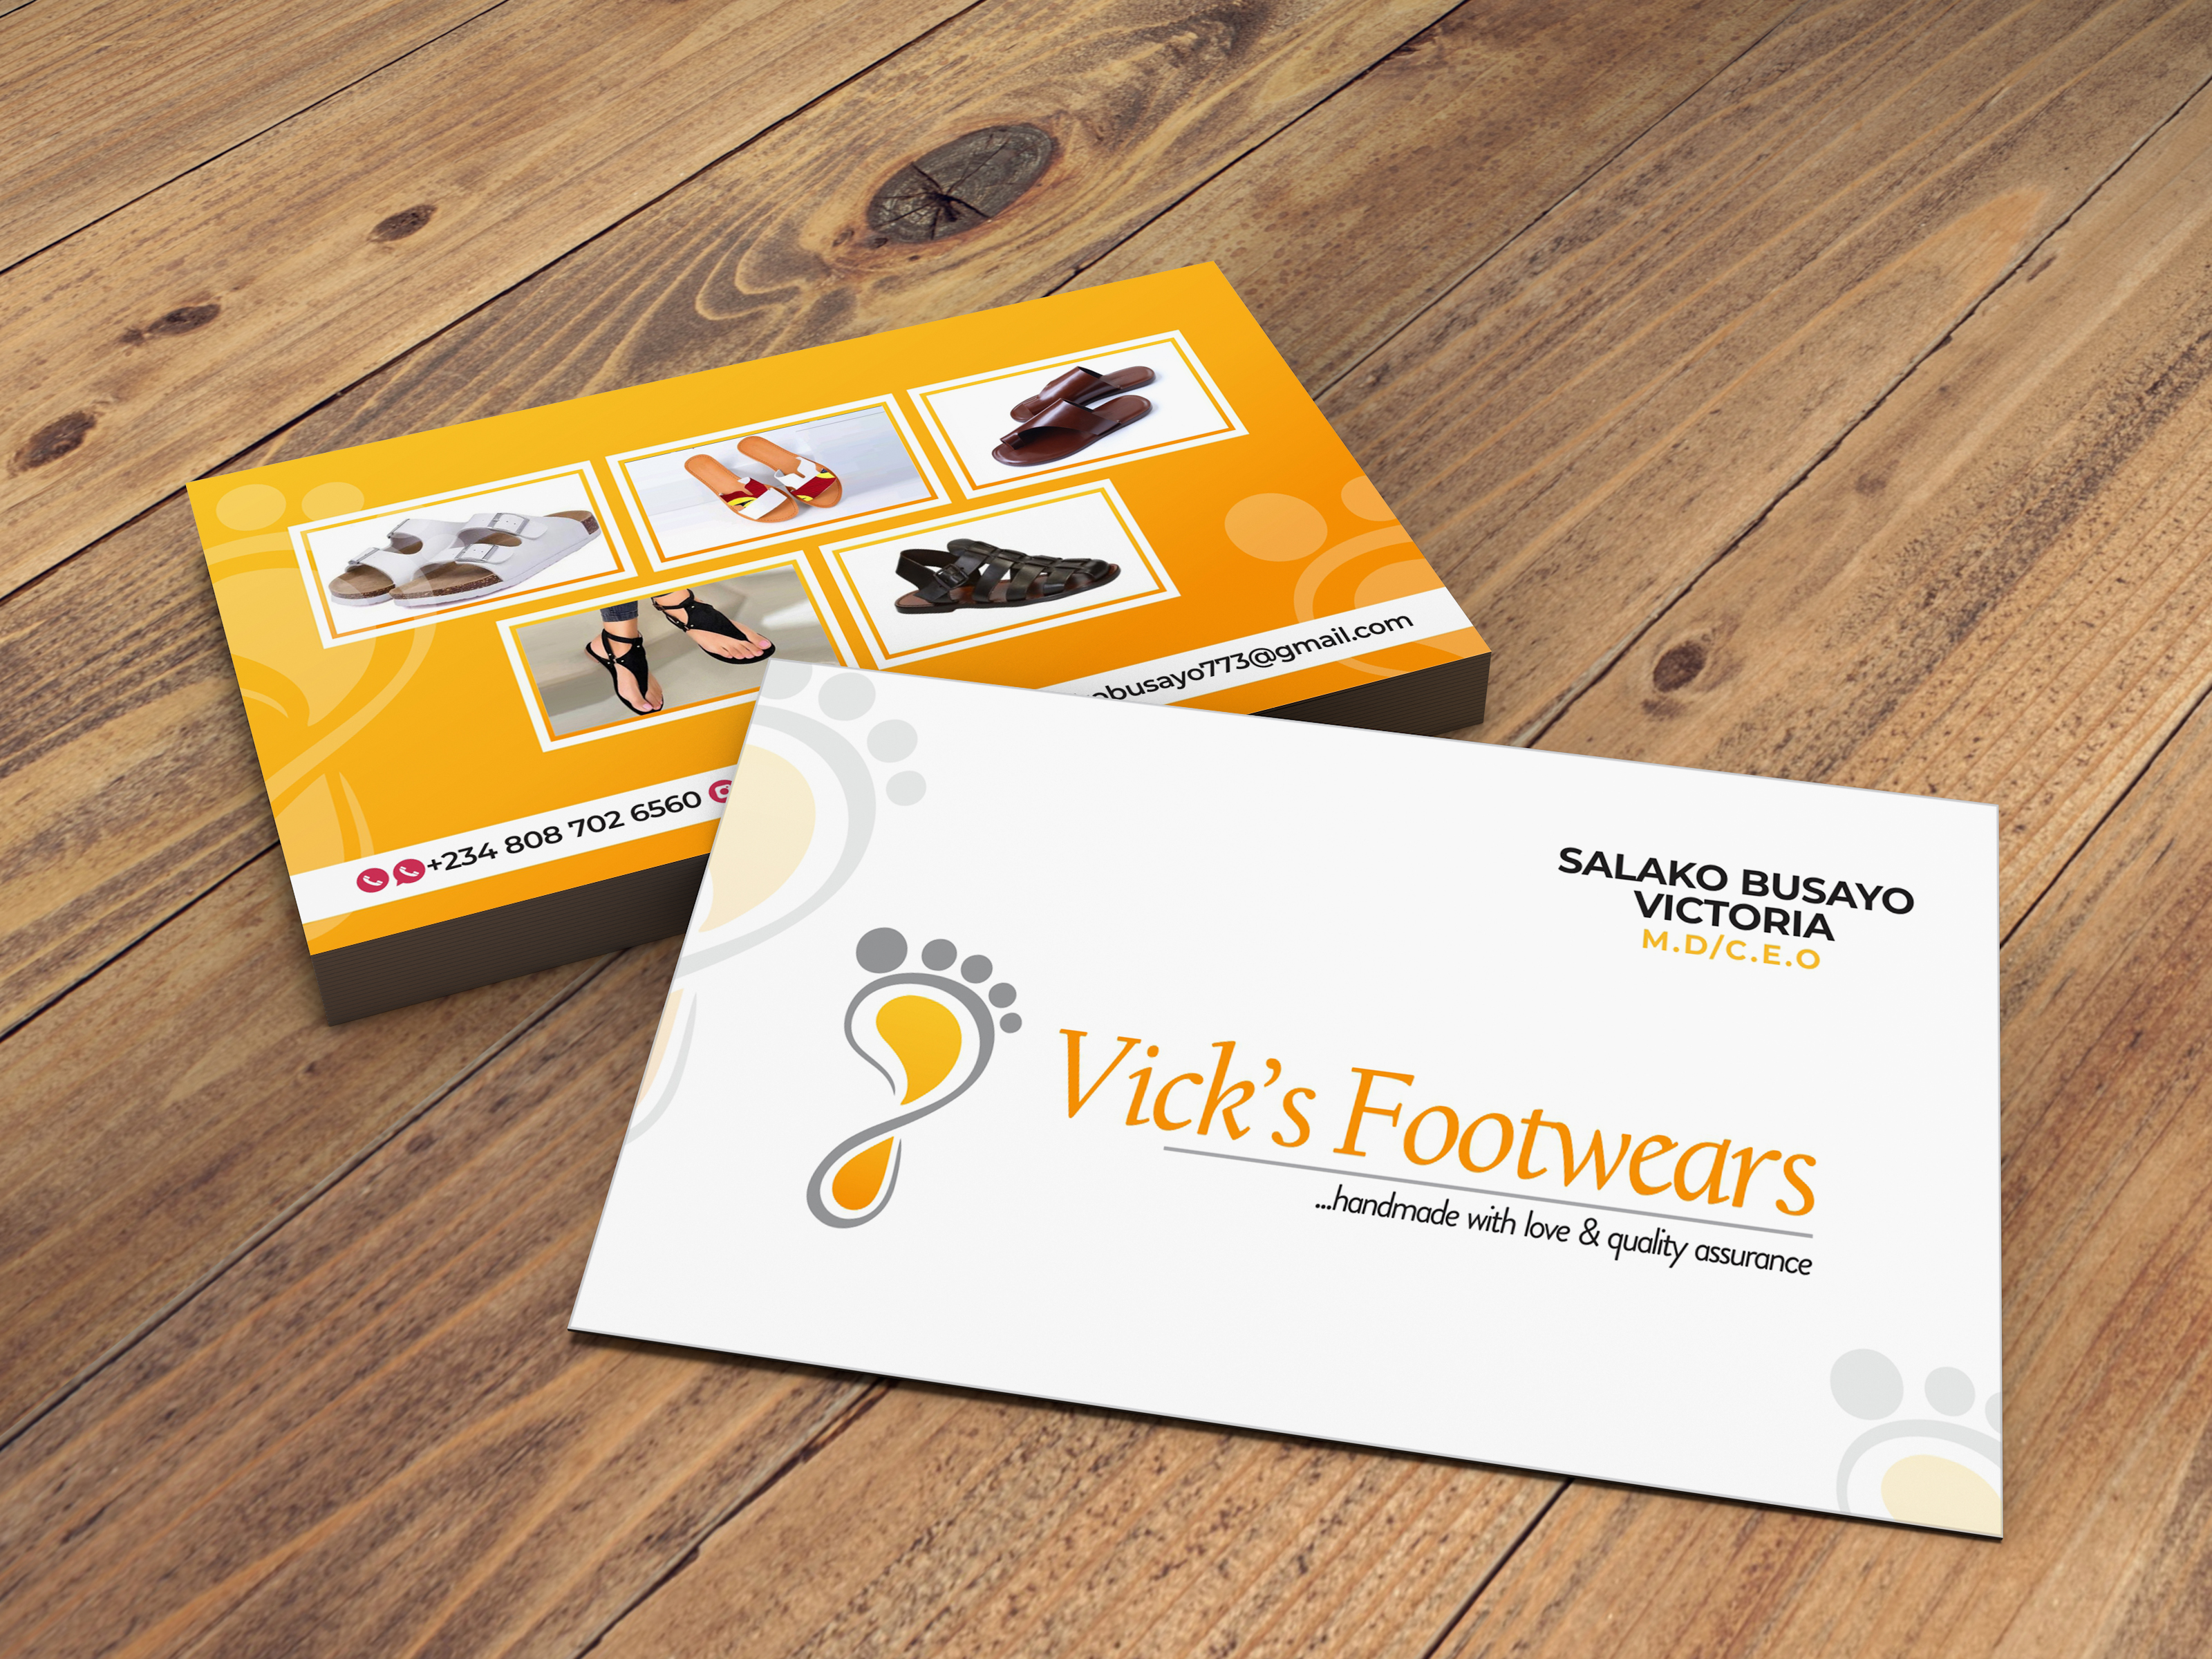 +234 808 702 6560
busayo773@gmail.com
SALAKO BUSAYO
VICTORIA
M.D/C.E.O
Vick's Footwears
...handmade with love & quality assurance